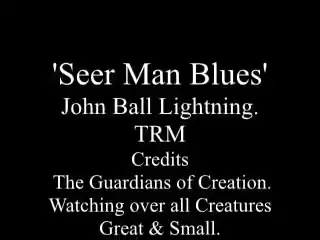 'Seer Man Blues'
John Ball Lightning.
TRM
Credits
The Guardians of Creation.
Watching over all Creatures
Great & Small.